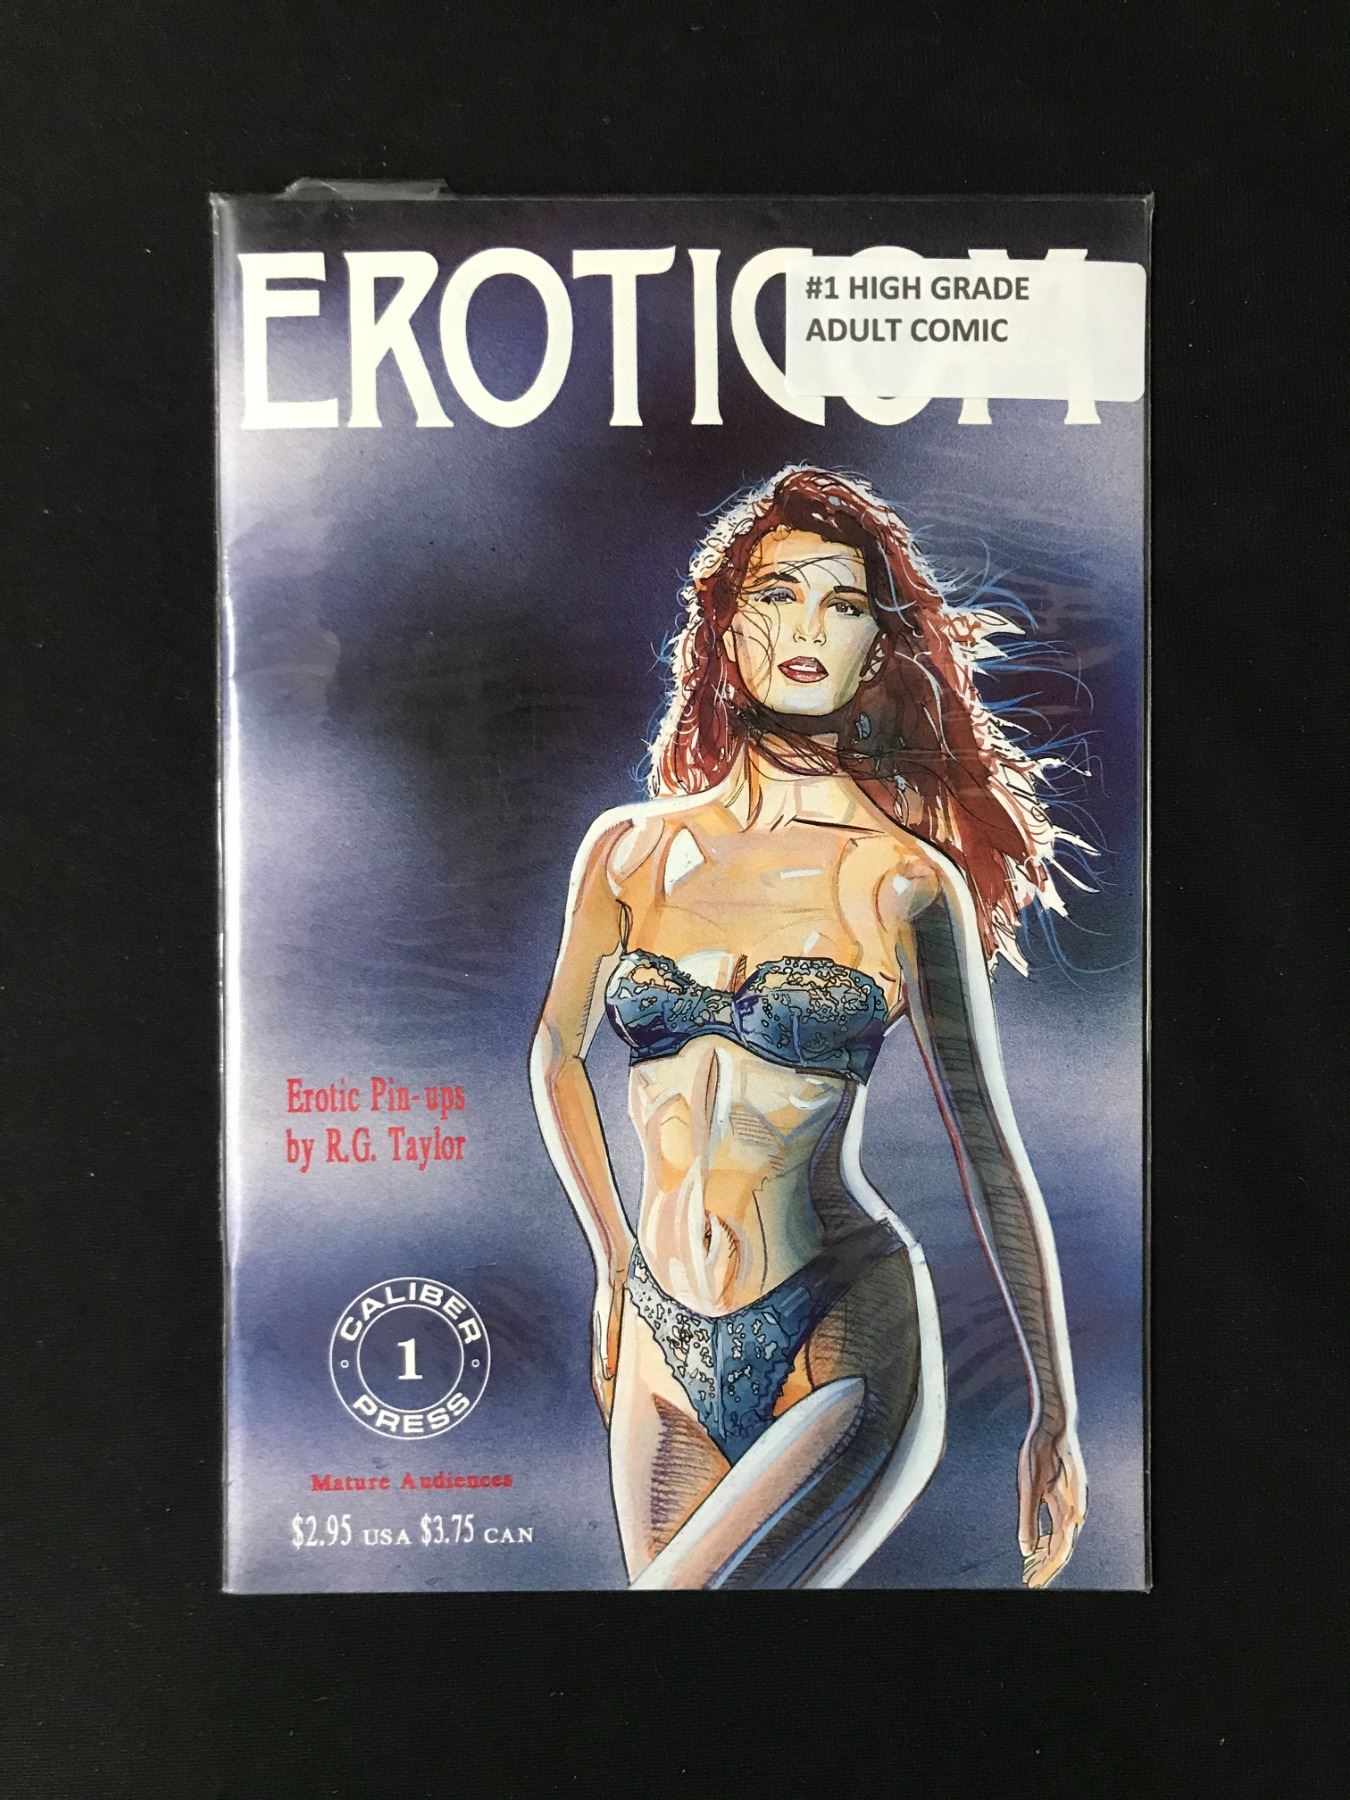 EROTICOM
#1 HIGH GRADE
ADULT COMIC
Erotic Pin-ups
by R.G. Taylor
CALIBER
1
PRESS
Mature Audiences
$2.95 USA $3.75 CAN